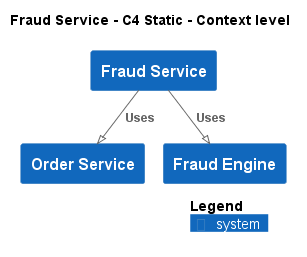 Fraud Service - C4 Static - Context level
Fraud Service
Uses
Uses
Order Service
Fraud Engine
Legend
system